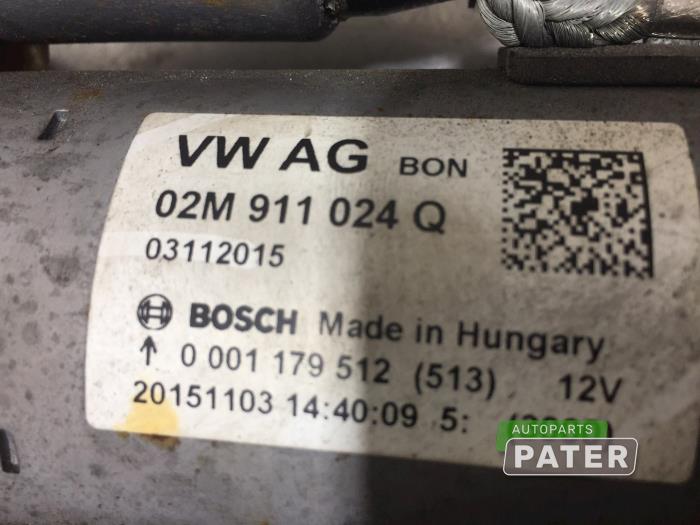 VW AG BON
02M 911 024 Q
03112015
BOSCH Made in Hungary
↑ 0 001 179 512 (513) 12V
20151103 14:40:09 5:
AUTOPARTS
PATER